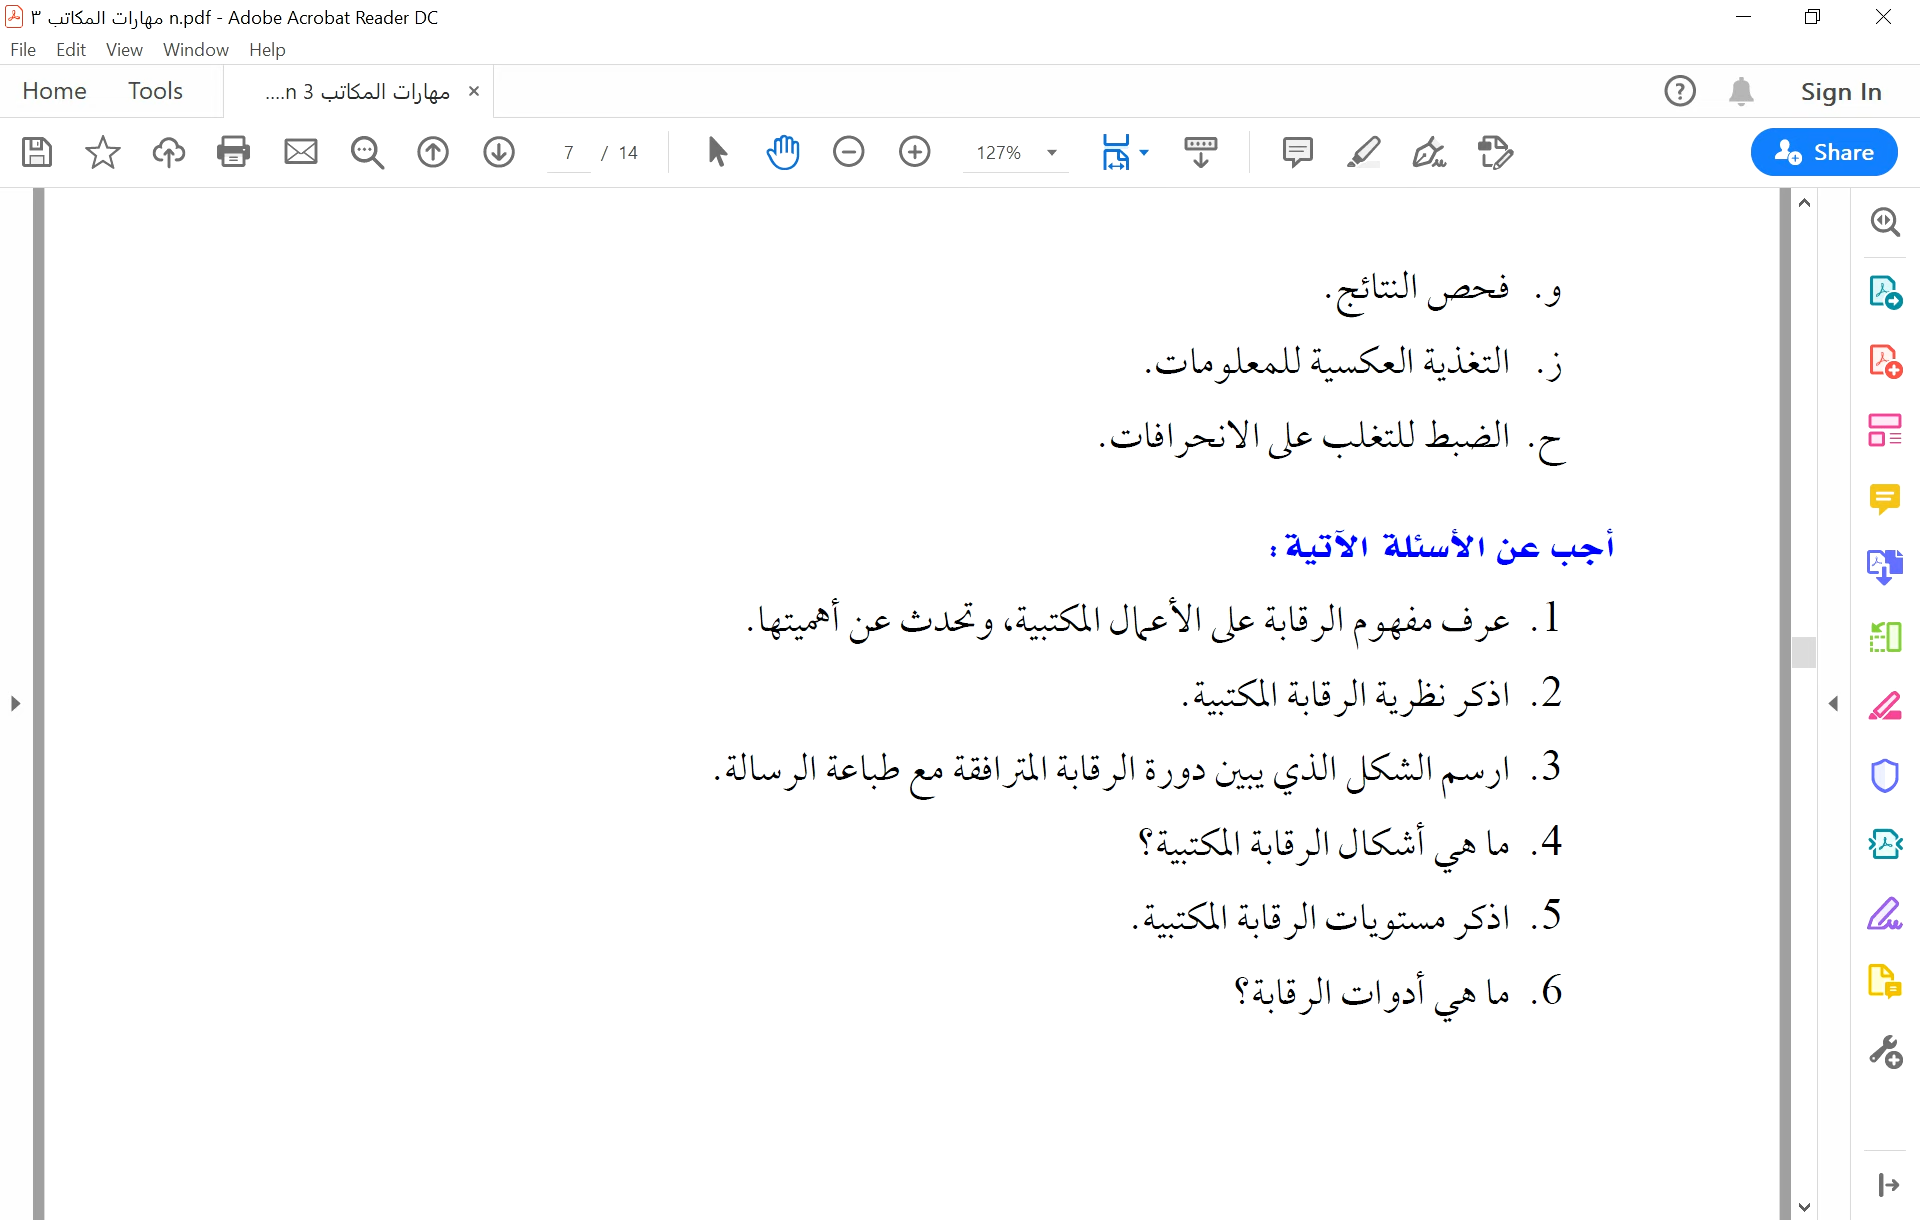 مهارات المكاتب ٣ n.pdf - Adobe Acrobat Reader DC
File Edit View Window Help
Home Tools مهارات المكاتب 3 n.... ×
Sign In
7 / 14 127% Share
و. فحص النتائج.
ز. التغذية العكسية للمعلومات.
ح. الضبط للتغلب على الانحرافات.
أجب عن الأسئلة الآتية :
1. عرف مفهوم الرقابة على الأعمال المكتبية، وتحدث عن أهميتها.
2. اذكر نظرية الرقابة المكتبية.
3. ارسم الشكل الذي يبين دورة الرقابة المترافقة مع طباعة الرسالة.
4. ما هي أشكال الرقابة المكتبية؟
5. اذكر مستويات الرقابة المكتبية.
6. ما هي أدوات الرقابة؟